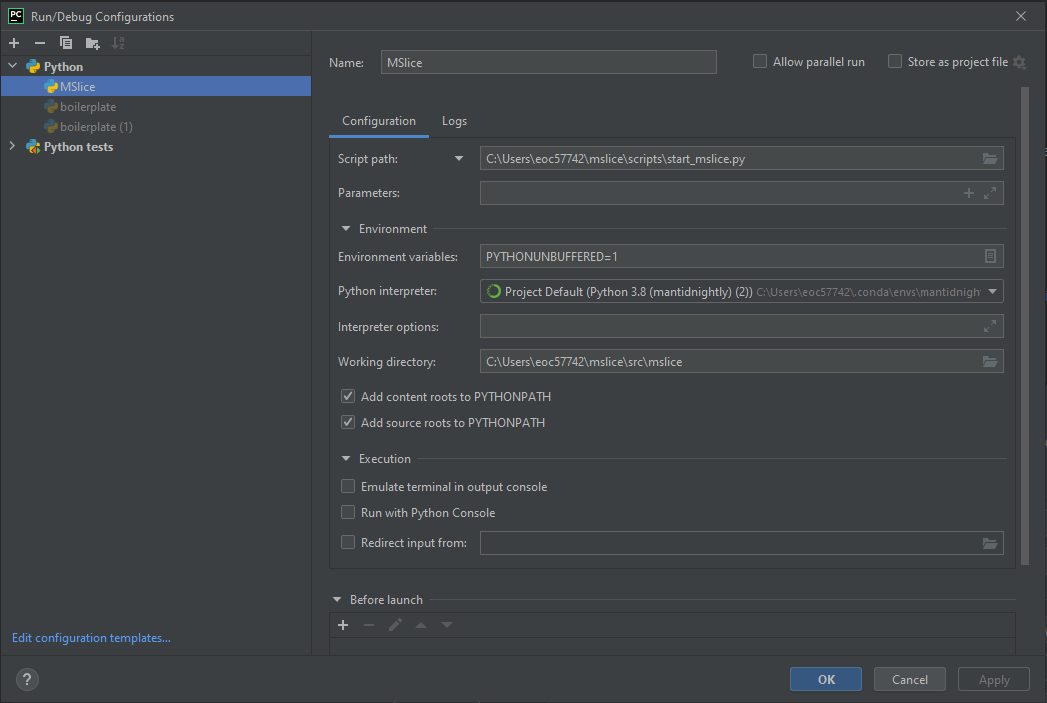 PC Run/Debug Configurations
Python
MSlice
boilerplate
boilerplate (1)
Python tests
Edit configuration templates...
Name: MSlice Allow parallel run Store as project file
Configuration Logs
Script path: C:\Users\eoc57742\mslice\scripts\start_mslice.py
Parameters:
Environment
Environment variables: PYTHONUNBUFFERED=1
Python interpreter: Project Default (Python 3.8 (mantidnightly) (2)) C:\Users\eoc57742\.conda\envs\mantidnigh
Interpreter options:
Working directory: C:\Users\eoc57742\mslice\src\mslice
Add content roots to PYTHONPATH
Add source roots to PYTHONPATH
Execution
Emulate terminal in output console
Run with Python Console
Redirect input from:
Before launch
? OK Cancel Apply